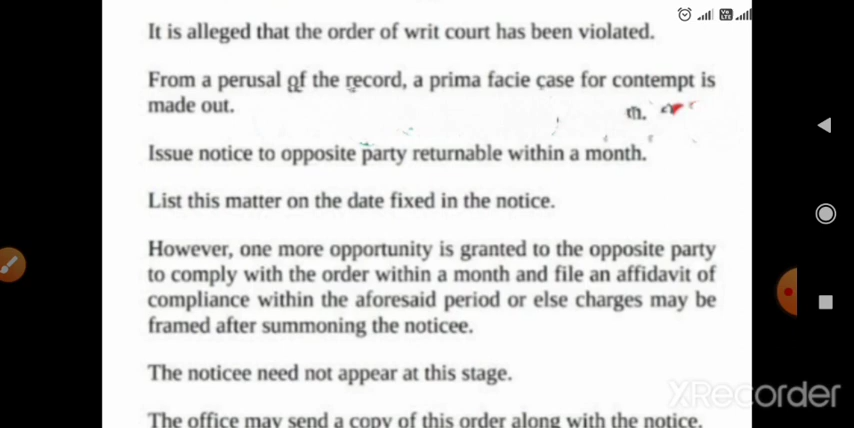 It is alleged that the order of writ court has been violated.
From a perusal of the record, a prima facie case for contempt is
made out.
m.
Issue notice to opposite party returnable within a month.
List this matter on the date fixed in the notice.
However, one more opportunity is granted to the opposite party
to comply with the order within a month and file an affidavit of
compliance within the aforesaid period or else charges may be
framed after summoning the noticee.
The noticee need not appear at this stage.
XRecorder
The office may send a copy of this order along with the notice.